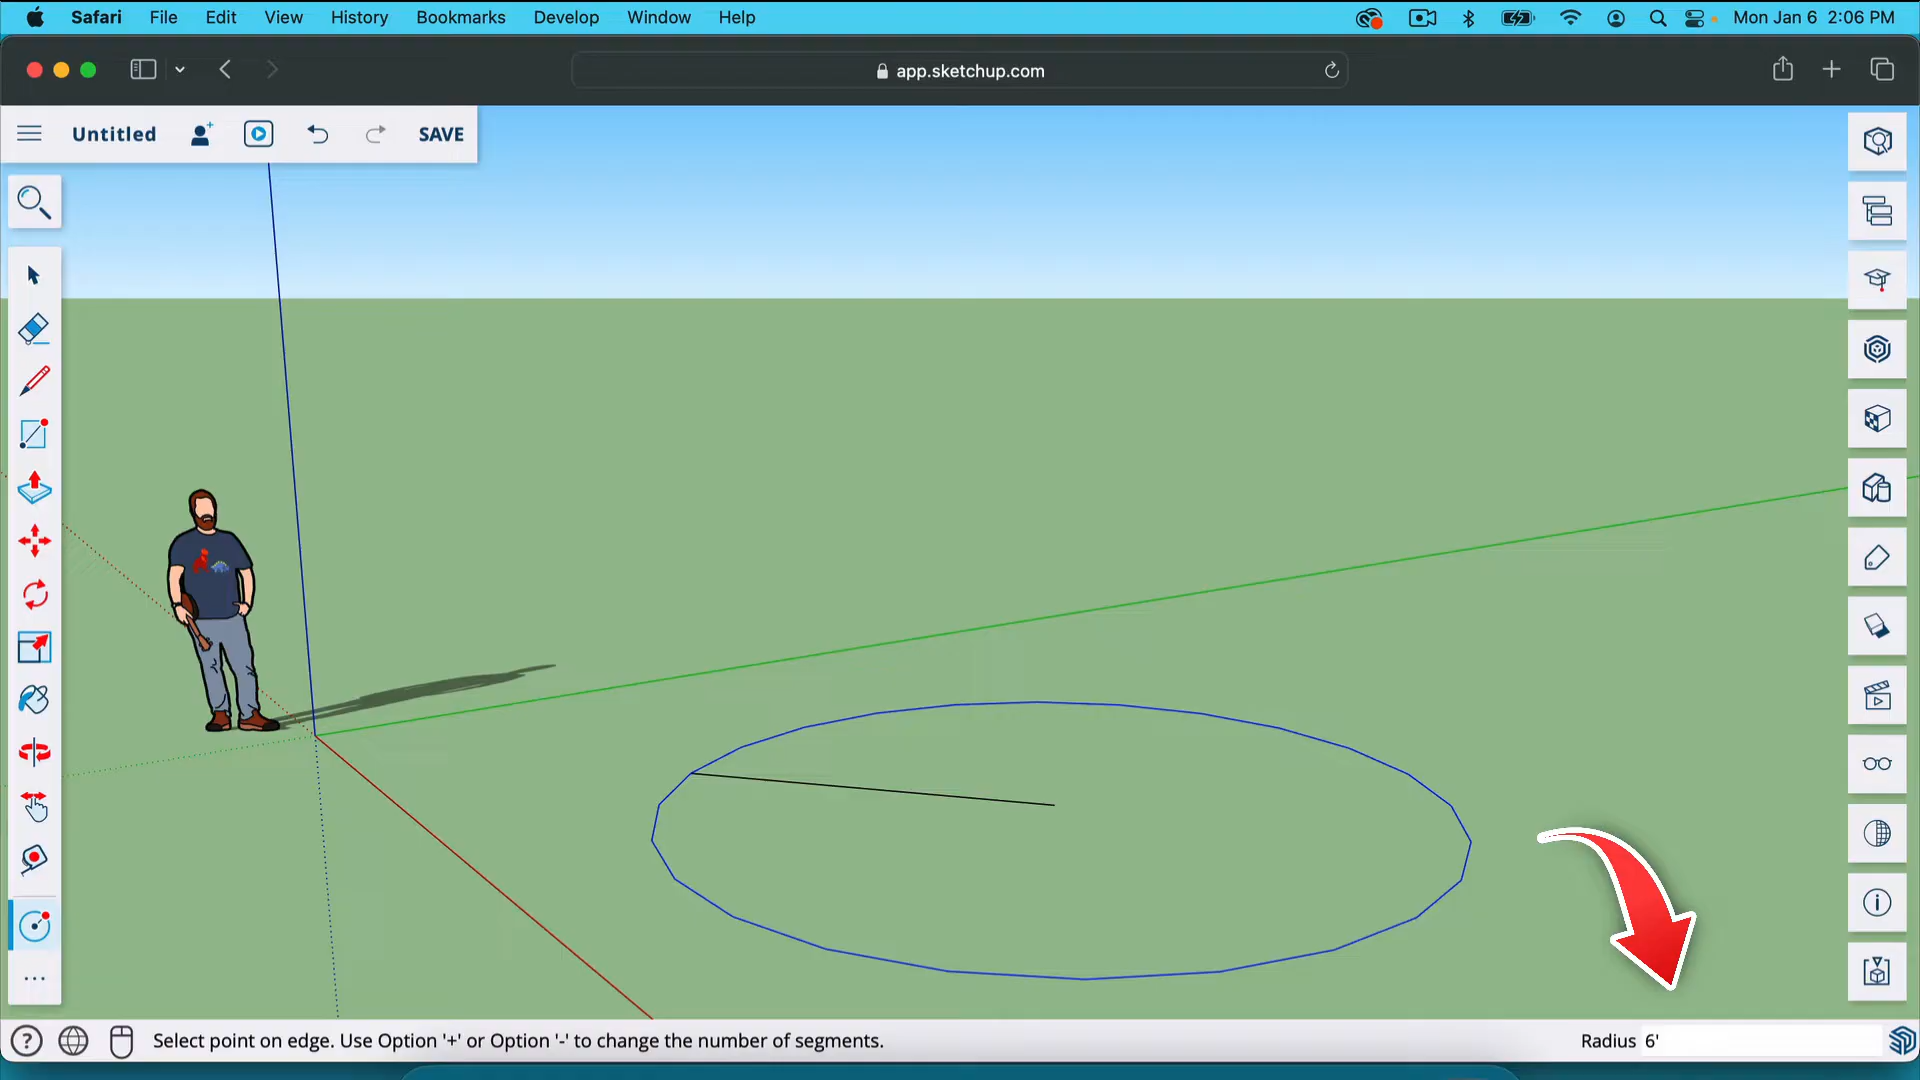 Safari File Edit View History Bookmarks Develop Window Help Mon Jan 6 2:06 PM
app.sketchup.com
Untitled SAVE
Select point on edge. Use Option '+' or Option '-' to change the number of segments. Radius 6'